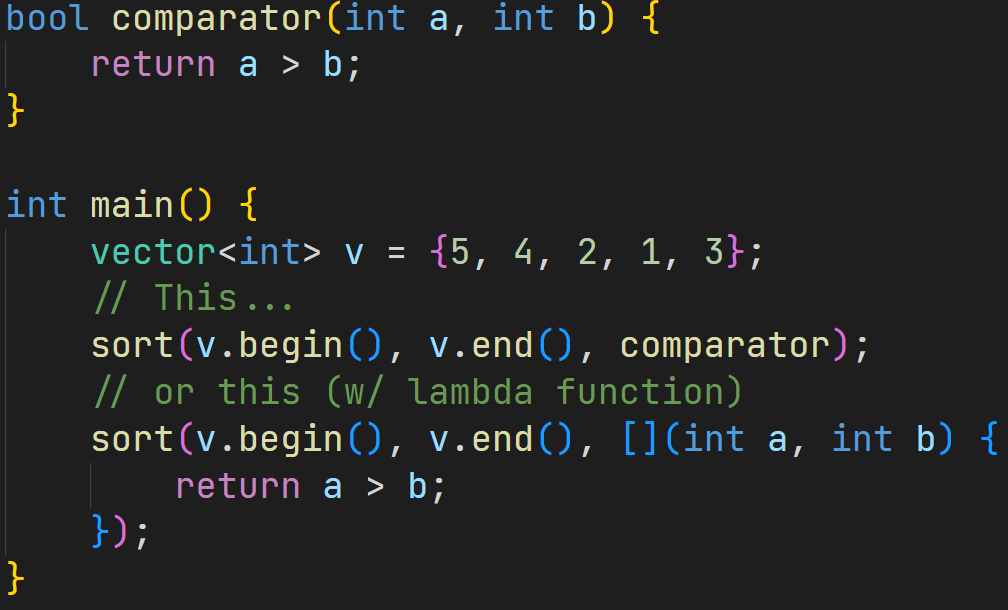 bool comparator(int a, int b) {
    return a > b;
}

int main() {
    vector<int> v = {5, 4, 2, 1, 3};
    // This...
    sort(v.begin(), v.end(), comparator);
    // or this (w/ lambda function)
    sort(v.begin(), v.end(), [](int a, int b) {
        return a > b;
    });
}